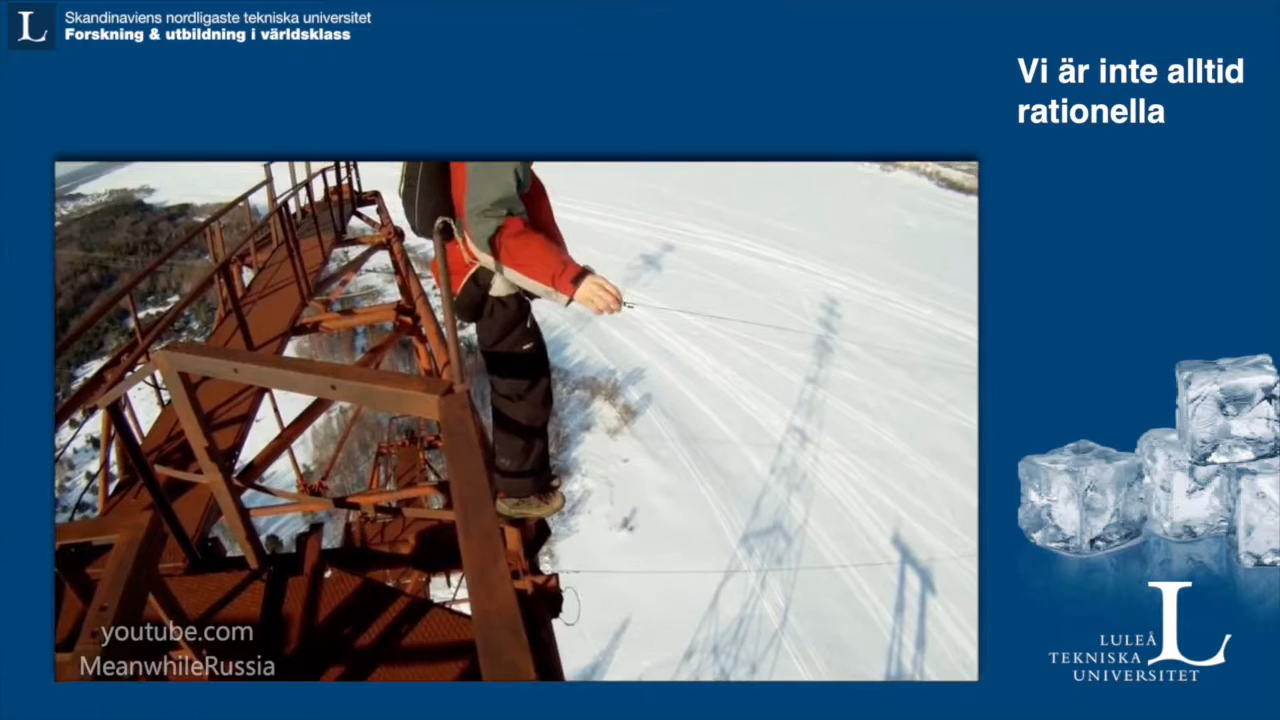 L
Skandinaviens nordligaste tekniska universitet
Forskning & utbildning i världsklass
Vi är inte alltid
rationella
youtube.com
MeanwhileRussia
LULEÅ
TEKNISKA
UNIVERSITET
L